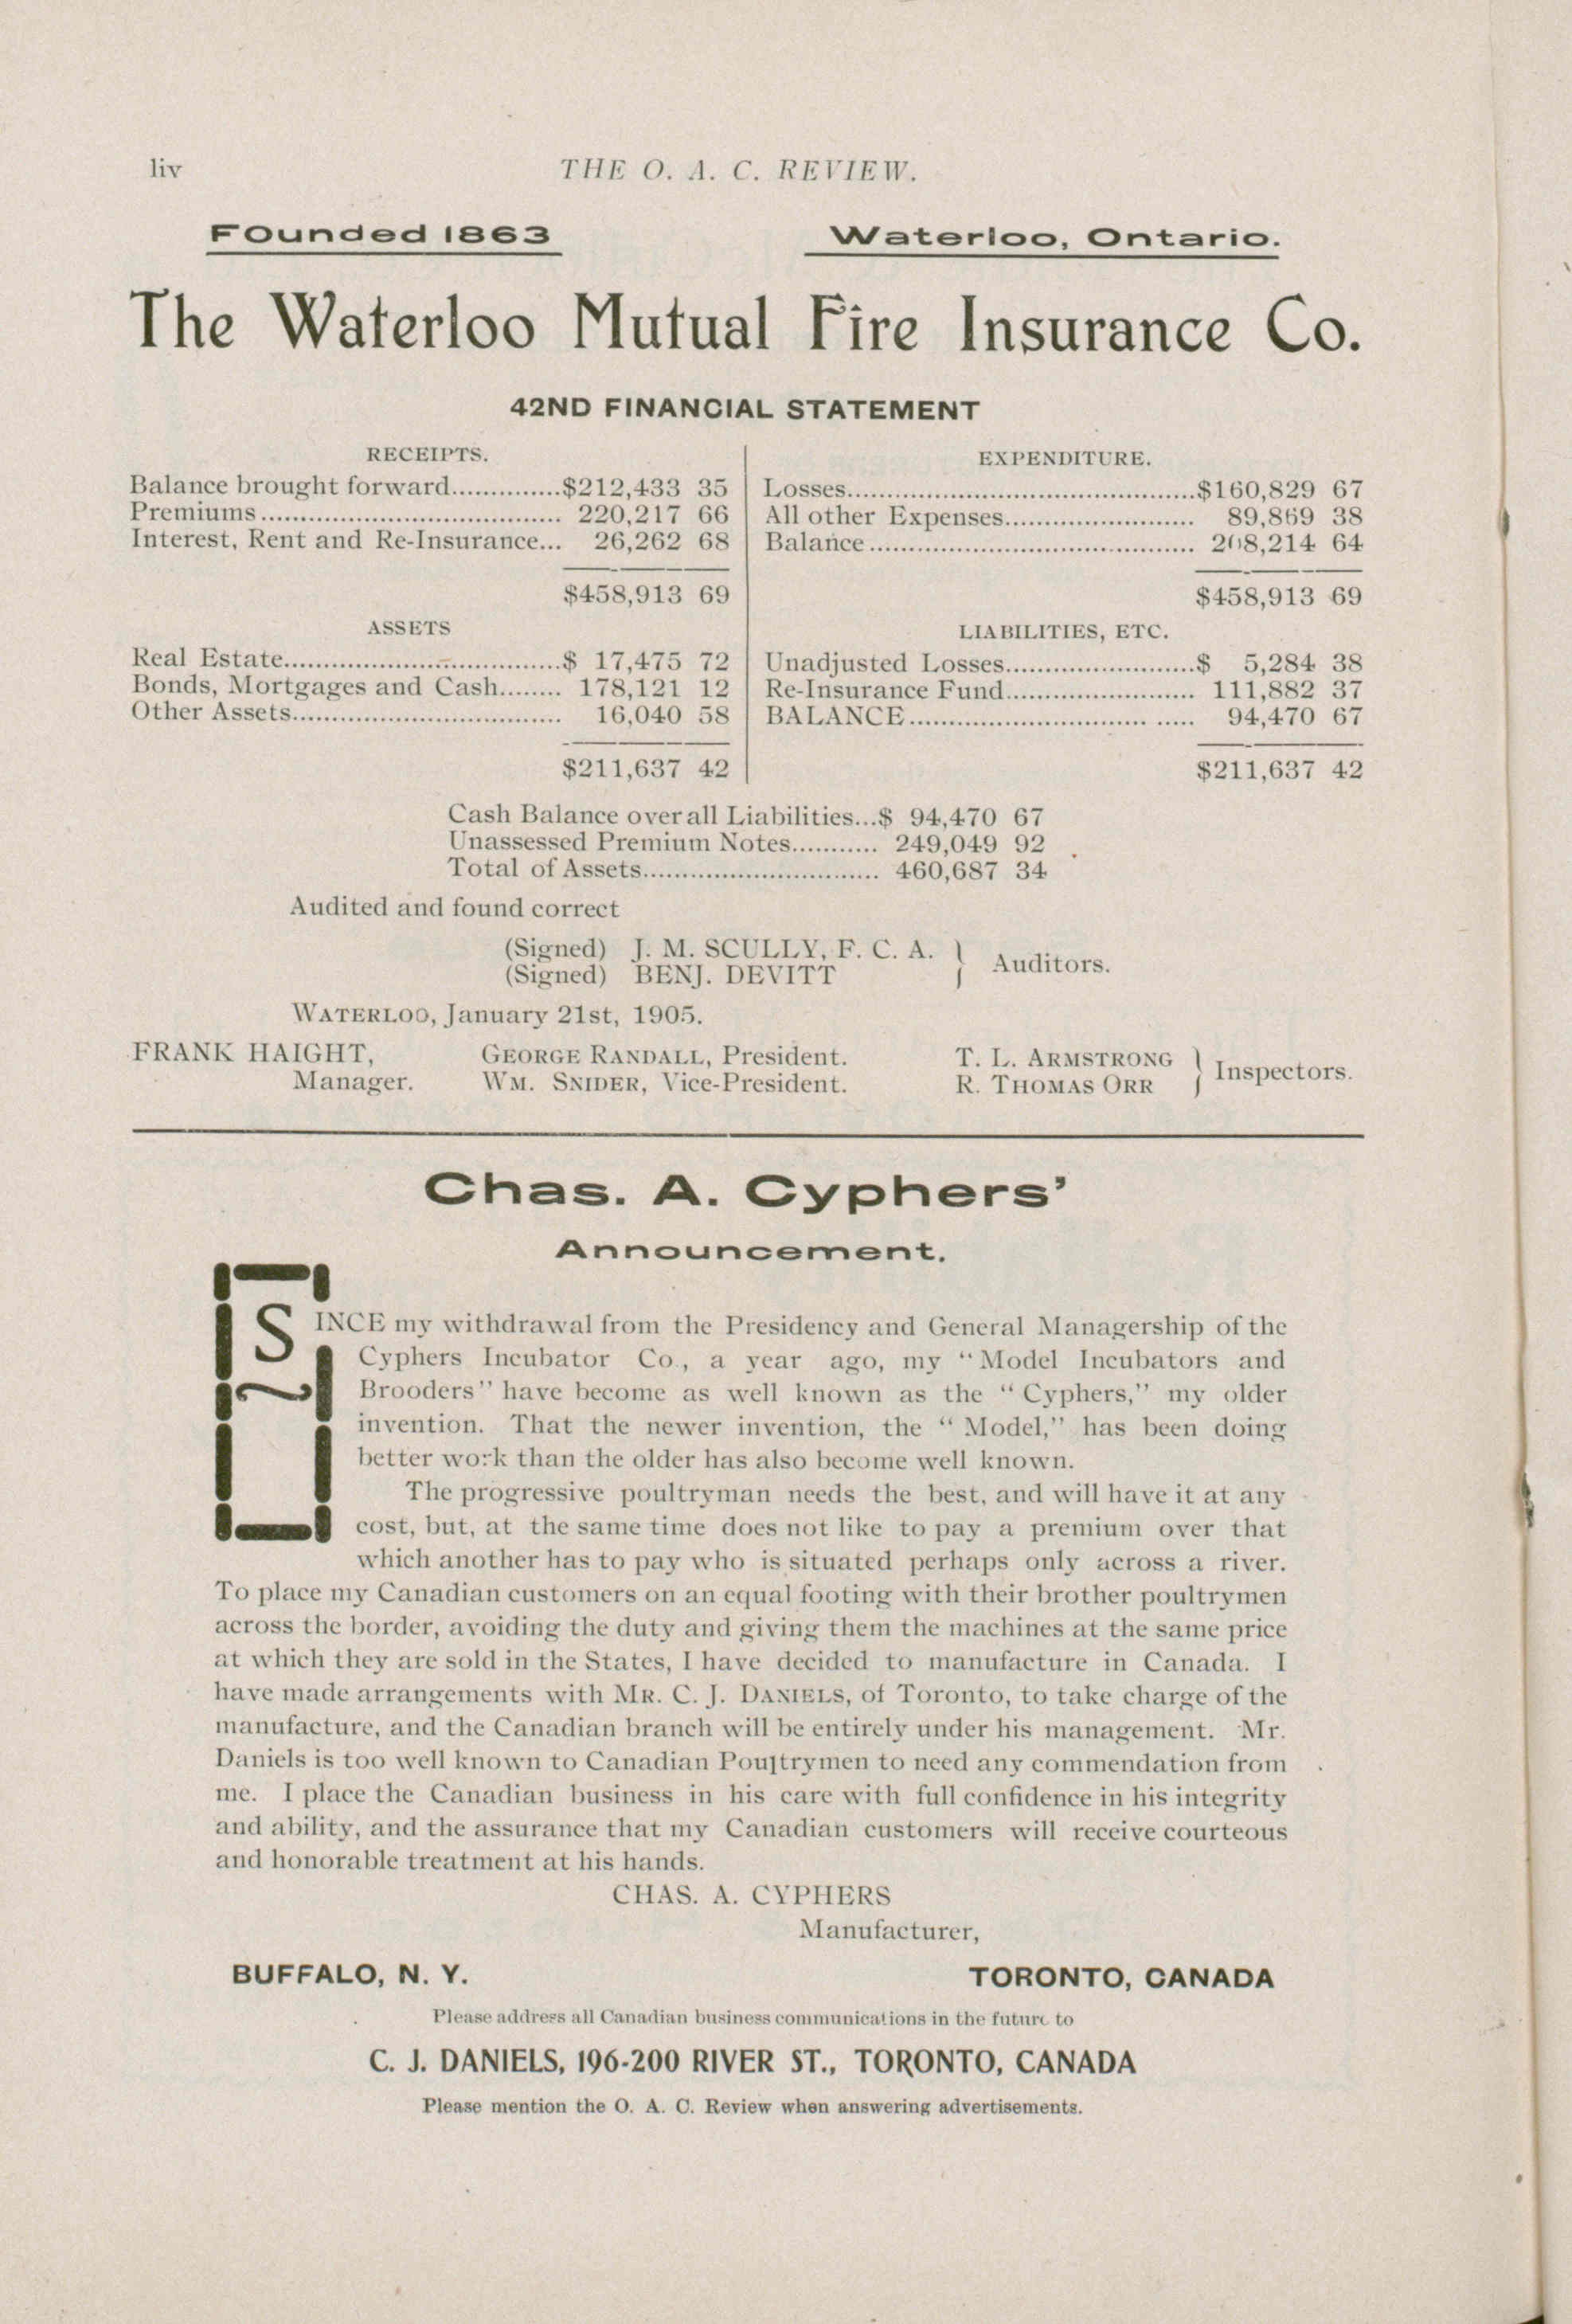 liv
THE O. A. C. REVIEW.
Founded 1863
Waterloo, Ontario.
The Waterloo Mutual Fire Insurance Co.
42ND FINANCIAL STATEMENT
RECEIPTS.
Balance brought forward..............$212,433 35
Premiums..................................... 220,217 66
Interest, Rent and Re-Insurance... 26,262 68
$458,913 69
EXPENDITURE.
Losses............................................$160,829 67
All other Expenses........................ 89,869 38
Balance......................................... 208,214 64
$458,913 69
ASSETS
Real Estate...................................$ 17,475 72
Bonds, Mortgages and Cash........ 178,121 12
Other Assets.................................. 16,040 58
$211,637 42
LIABILITIES, ETC.
Unadjusted Losses........................$ 5,284 38
Re-Insurance Fund........................ 111,882 37
BALANCE.............................. ..... 94,470 67
$211,637 42
Cash Balance over all Liabilities...$ 94,470 67
Unassessed Premium Notes........... 249,049 92
Total of Assets.............................. 460,687 34
Audited and found correct
(Signed) J. M. SCULLY, F. C. A.
(Signed) BENJ. DEVITT
} Auditors.
WATERLOO, January 21st, 1905.
FRANK HAIGHT,
Manager.
GEORGE RANDALL, President.
WM. SNIDER, Vice-President.
T. L. ARMSTRONG
R. THOMAS ORR
} Inspectors.
Chas. A. Cyphers'
Announcement.
SINCE my withdrawal from the Presidency and General Managership of the
Cyphers Incubator Co., a year ago, my "Model Incubators and
Brooders" have become as well known as the "Cyphers," my older
invention. That the newer invention, the "Model," has been doing
better work than the older has also become well known.
The progressive poultryman needs the best, and will have it at any
cost, but, at the same time does not like to pay a premium over that
which another has to pay who is situated perhaps only across a river.
To place my Canadian customers on an equal footing with their brother poultrymen
across the border, avoiding the duty and giving them the machines at the same price
at which they are sold in the States, I have decided to manufacture in Canada. I
have made arrangements with MR. C. J. DANIELS, of Toronto, to take charge of the
manufacture, and the Canadian branch will be entirely under his management. Mr.
Daniels is too well known to Canadian Poultrymen to need any commendation from
me. I place the Canadian business in his care with full confidence in his integrity
and ability, and the assurance that my Canadian customers will receive courteous
and honorable treatment at his hands.
CHAS. A. CYPHERS
Manufacturer,
BUFFALO, N. Y.
TORONTO, CANADA
Please address all Canadian business communications in the future to
C. J. DANIELS, 196-200 RIVER ST., TORONTO, CANADA
Please mention the O. A. C. Review when answering advertisements.